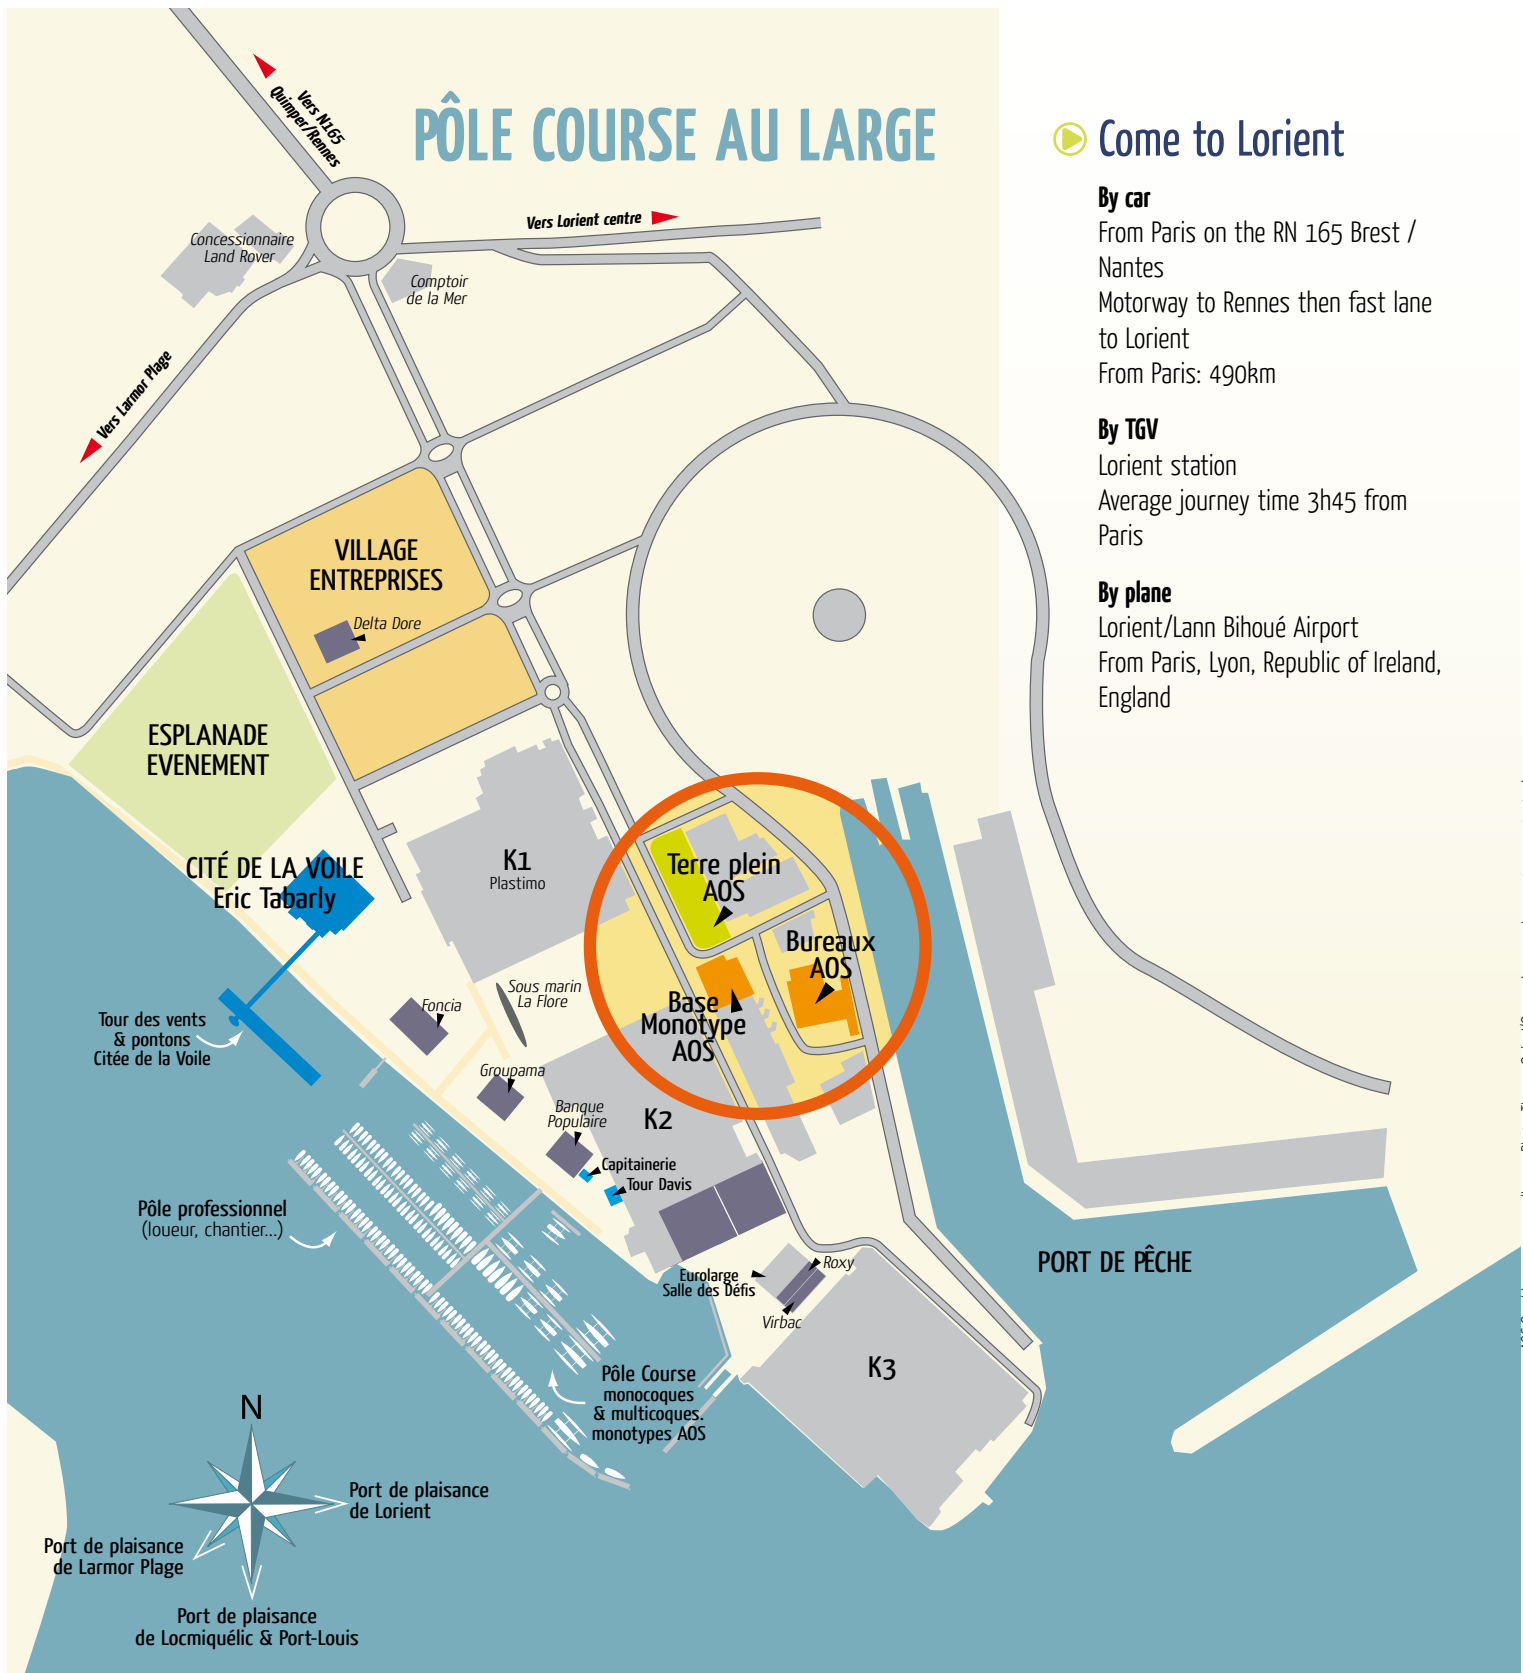 PÔLE COURSE AU LARGE
Vers N165
Quimper/Rennes
Vers Lorient centre
Concessionnaire
Land Rover
Comptoir
de la Mer
Vers Larmor Plage
VILLAGE
ENTREPRISES
Delta Dore
ESPLANADE
EVENEMENT
CITÉ DE LA VOILE
Eric Tabarly
K1
Plastimo
Terre plein
AOS
Bureaux
AOS
Base
Monotype
AOS
Sous marin
La Flore
Foncia
Tour des vents
& pontons
Citée de la Voile
Groupama
Banque
Populaire
K2
Capitainerie
Tour Davis
Pôle professionnel
(loueur, chantier...)
Eurolarge
Salle des Défis
Roxy
Virbac
PORT DE PÊCHE
K3
Pôle Course
monocoques
& multicoques.
monotypes AOS
N
Port de plaisance
de Lorient
Port de plaisance
de Larmor Plage
Port de plaisance
de Locmiquélic & Port-Louis
Come to Lorient
By car
From Paris on the RN 165 Brest /
Nantes
Motorway to Rennes then fast lane
to Lorient
From Paris: 490km
By TGV
Lorient station
Average journey time 3h45 from
Paris
By plane
Lorient/Lann Bihoué Airport
From Paris, Lyon, Republic of Ireland,
England